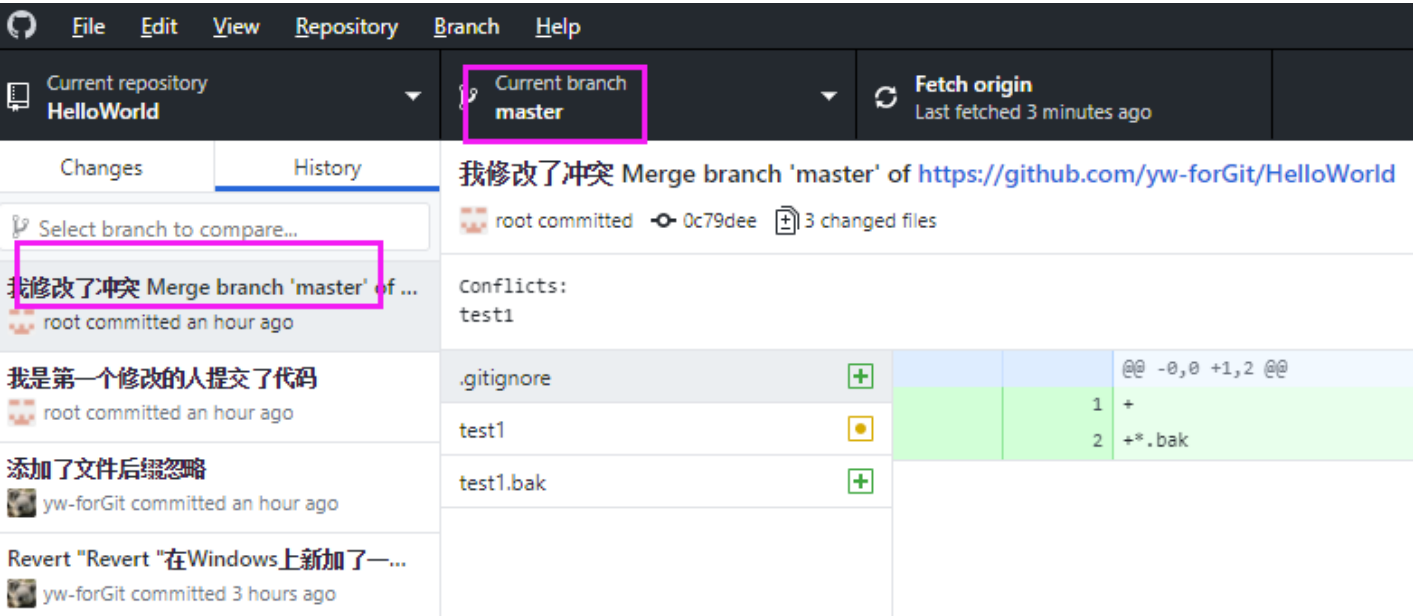 File Edit View Repository Branch Help
Current repository
HelloWorld
Current branch
master
Fetch origin
Last fetched 3 minutes ago
Changes History
Select branch to compare...
我修改了冲突 Merge branch 'master' of ...
root committed an hour ago
我是第一个修改的人提交了代码
root committed an hour ago
添加了文件后缀忽略
yw-forGit committed an hour ago
Revert "Revert "在Windows上新加了一...
yw-forGit committed 3 hours ago
我修改了冲突 Merge branch 'master' of https://github.com/yw-forGit/HelloWorld
root committed 0c79dee 3 changed files
Conflicts:
test1
.gitignore
test1
test1.bak
@@ -0,0 +1,2 @@
1 +
2 +*.bak